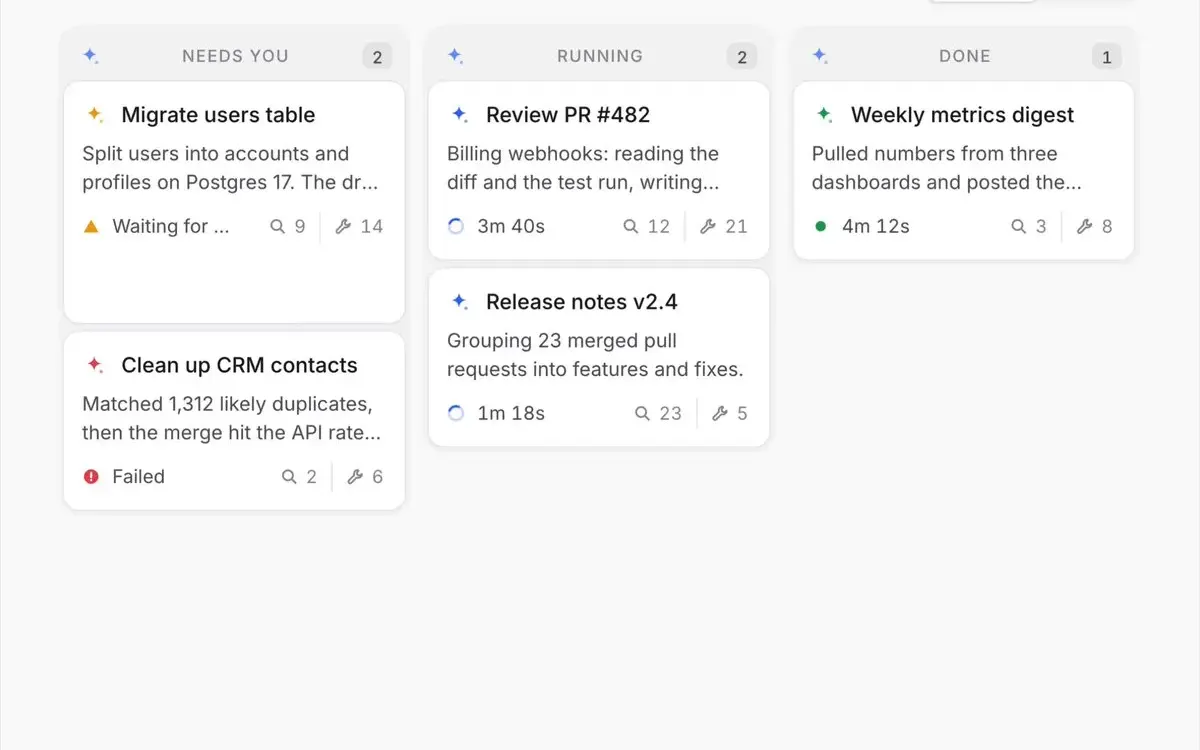 NEEDS YOU 2
Migrate users table
Split users into accounts and
profiles on Postgres 17. The dr...
Waiting for ... 9 14
Clean up CRM contacts
Matched 1,312 likely duplicates,
then the merge hit the API rate...
Failed 2 6
RUNNING 2
Review PR #482
Billing webhooks: reading the
diff and the test run, writing...
3m 40s 12 21
Release notes v2.4
Grouping 23 merged pull
requests into features and fixes.
1m 18s 23 5
DONE 1
Weekly metrics digest
Pulled numbers from three
dashboards and posted the...
4m 12s 3 8